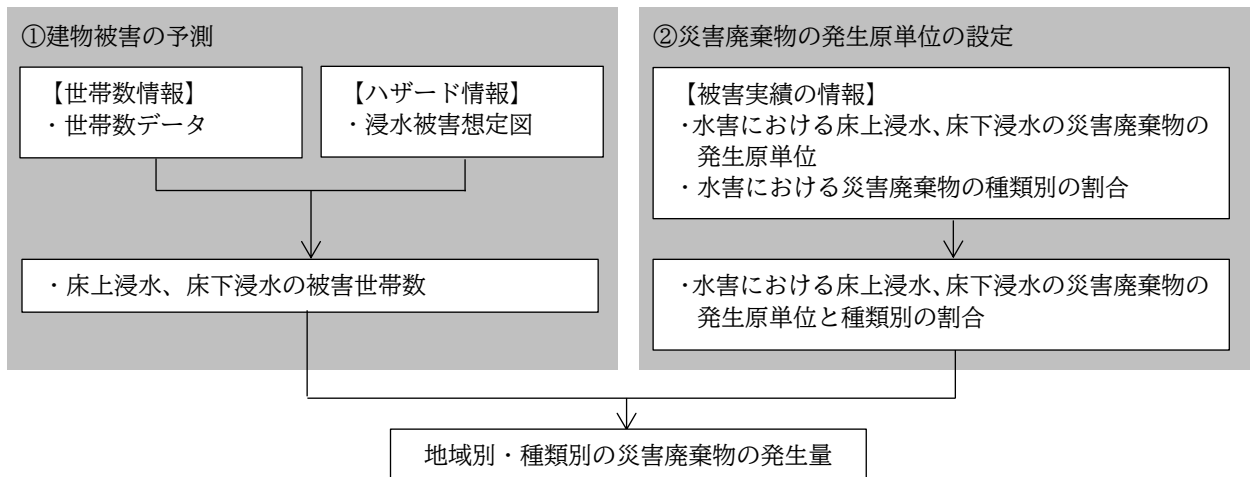 ①建物被害の予測
【世帯数情報】
・世帯数データ
【ハザード情報】
・浸水被害想定図
・床上浸水、床下浸水の被害世帯数
②災害廃棄物の発生原単位の設定
【被害実績の情報】
・水害における床上浸水、床下浸水の災害廃棄物の
発生原単位
・水害における災害廃棄物の種類別の割合
・水害における床上浸水、床下浸水の災害廃棄物の
発生原単位と種類別の割合
地域別・種類別の災害廃棄物の発生量